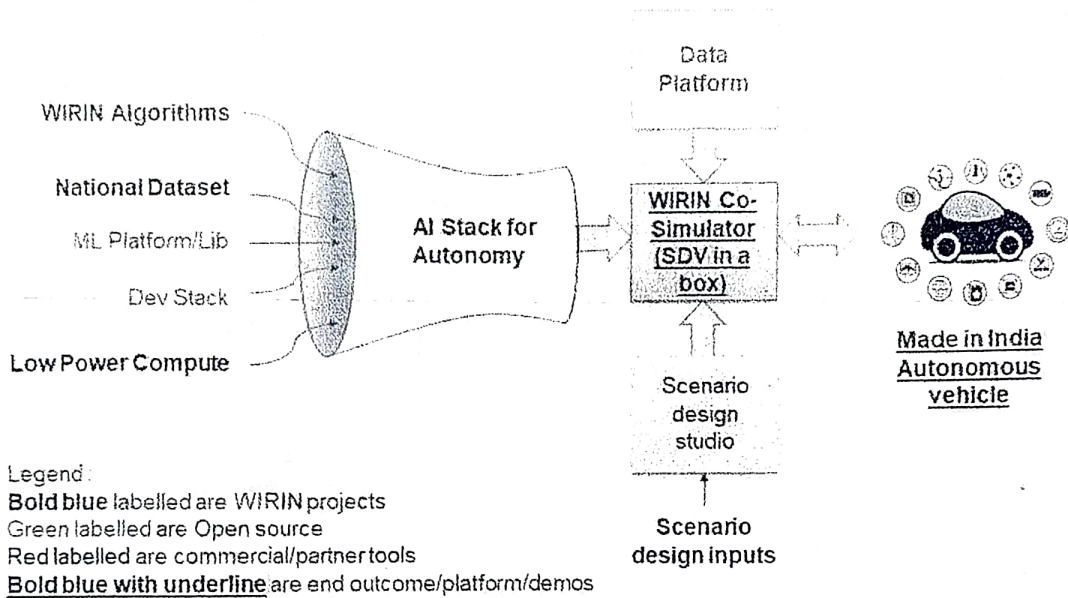 Data
Platform
WIRIN Algorithms
National Dataset
ML Platform/Lib
Dev Stack
Low Power Compute
AI Stack for
Autonomy
WIRIN Co-
Simulator
(SDV in a
box)
Made in India
Autonomous
vehicle
Scenario
design
studio
Scenario
design inputs
Legend :
Bold blue labelled are WIRIN projects
Green labelled are Open source
Red labelled are commercial/partner tools
Bold blue with underline are end outcome/platform/demos